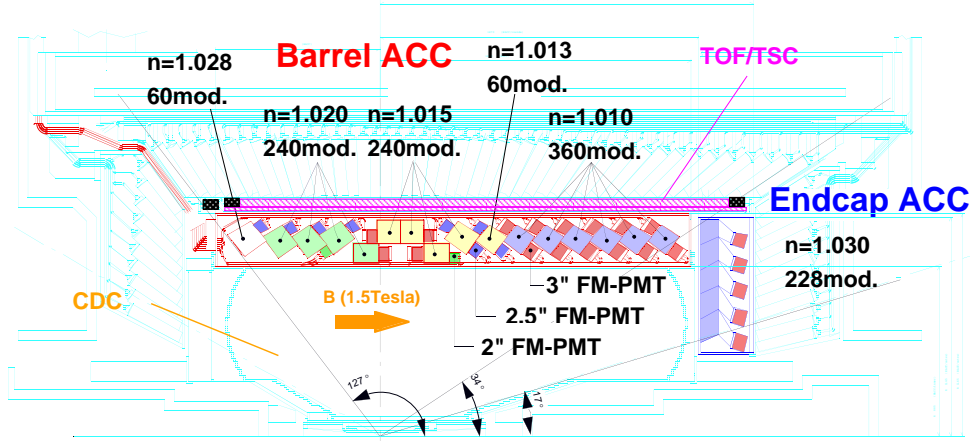 Barrel ACC
n=1.013
TOF/TSC
n=1.028
60mod.
60mod.
n=1.020
n=1.015
n=1.010
240mod.
240mod.
360mod.
Endcap ACC
n=1.030
228mod.
3" FM-PMT
CDC
B (1.5Tesla)
2.5" FM-PMT
2" FM-PMT
127°
34°
17°